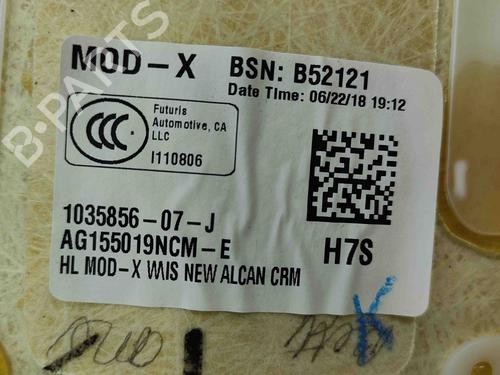 MOD-X BSN: B52121
Date Time: 06/22/18 19:12
CCC
Futuris
Automotive, CA
LLC
I110806
1035856-07-J
AG155019NCM-E
H7S
HL MOD-X WMS NEW ALCAN CRM
B-PARTS